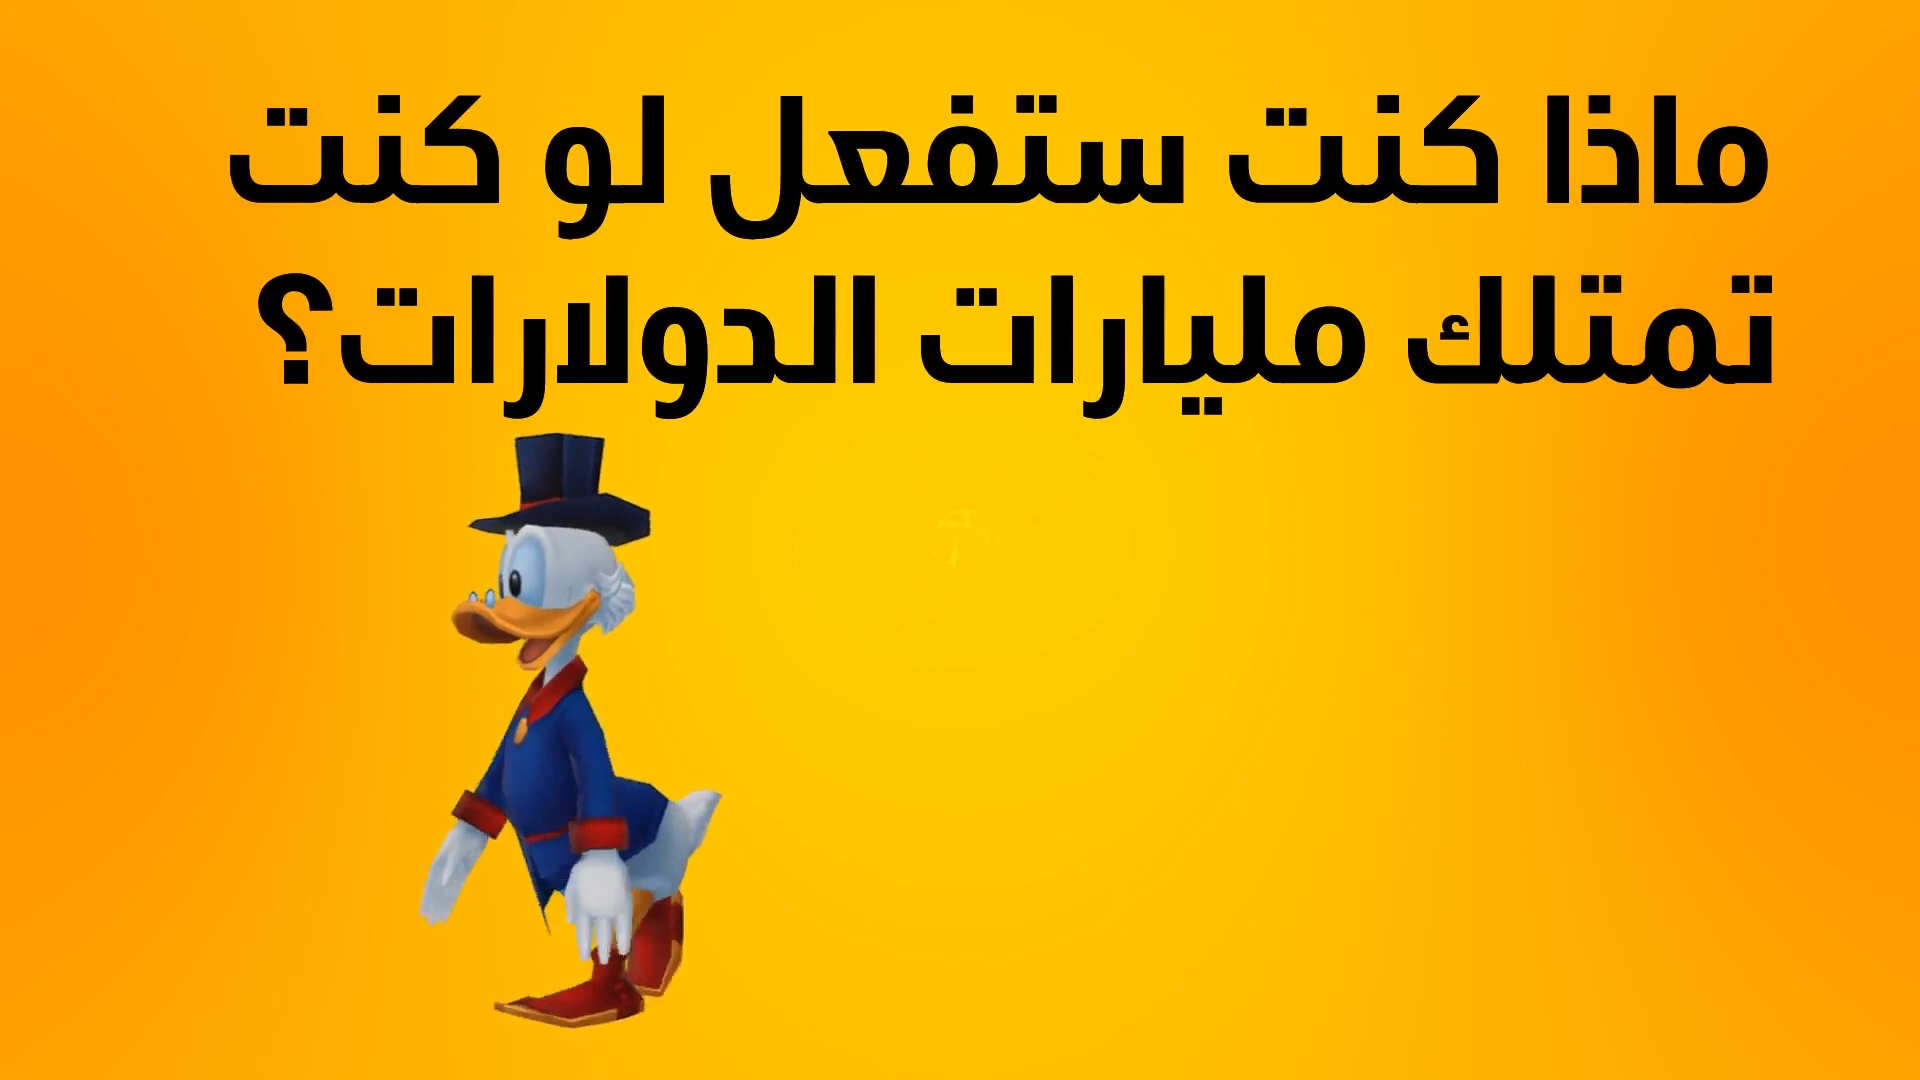 ماذا كنت ستفعل لو كنت
تمتلك مليارات الدولارات؟